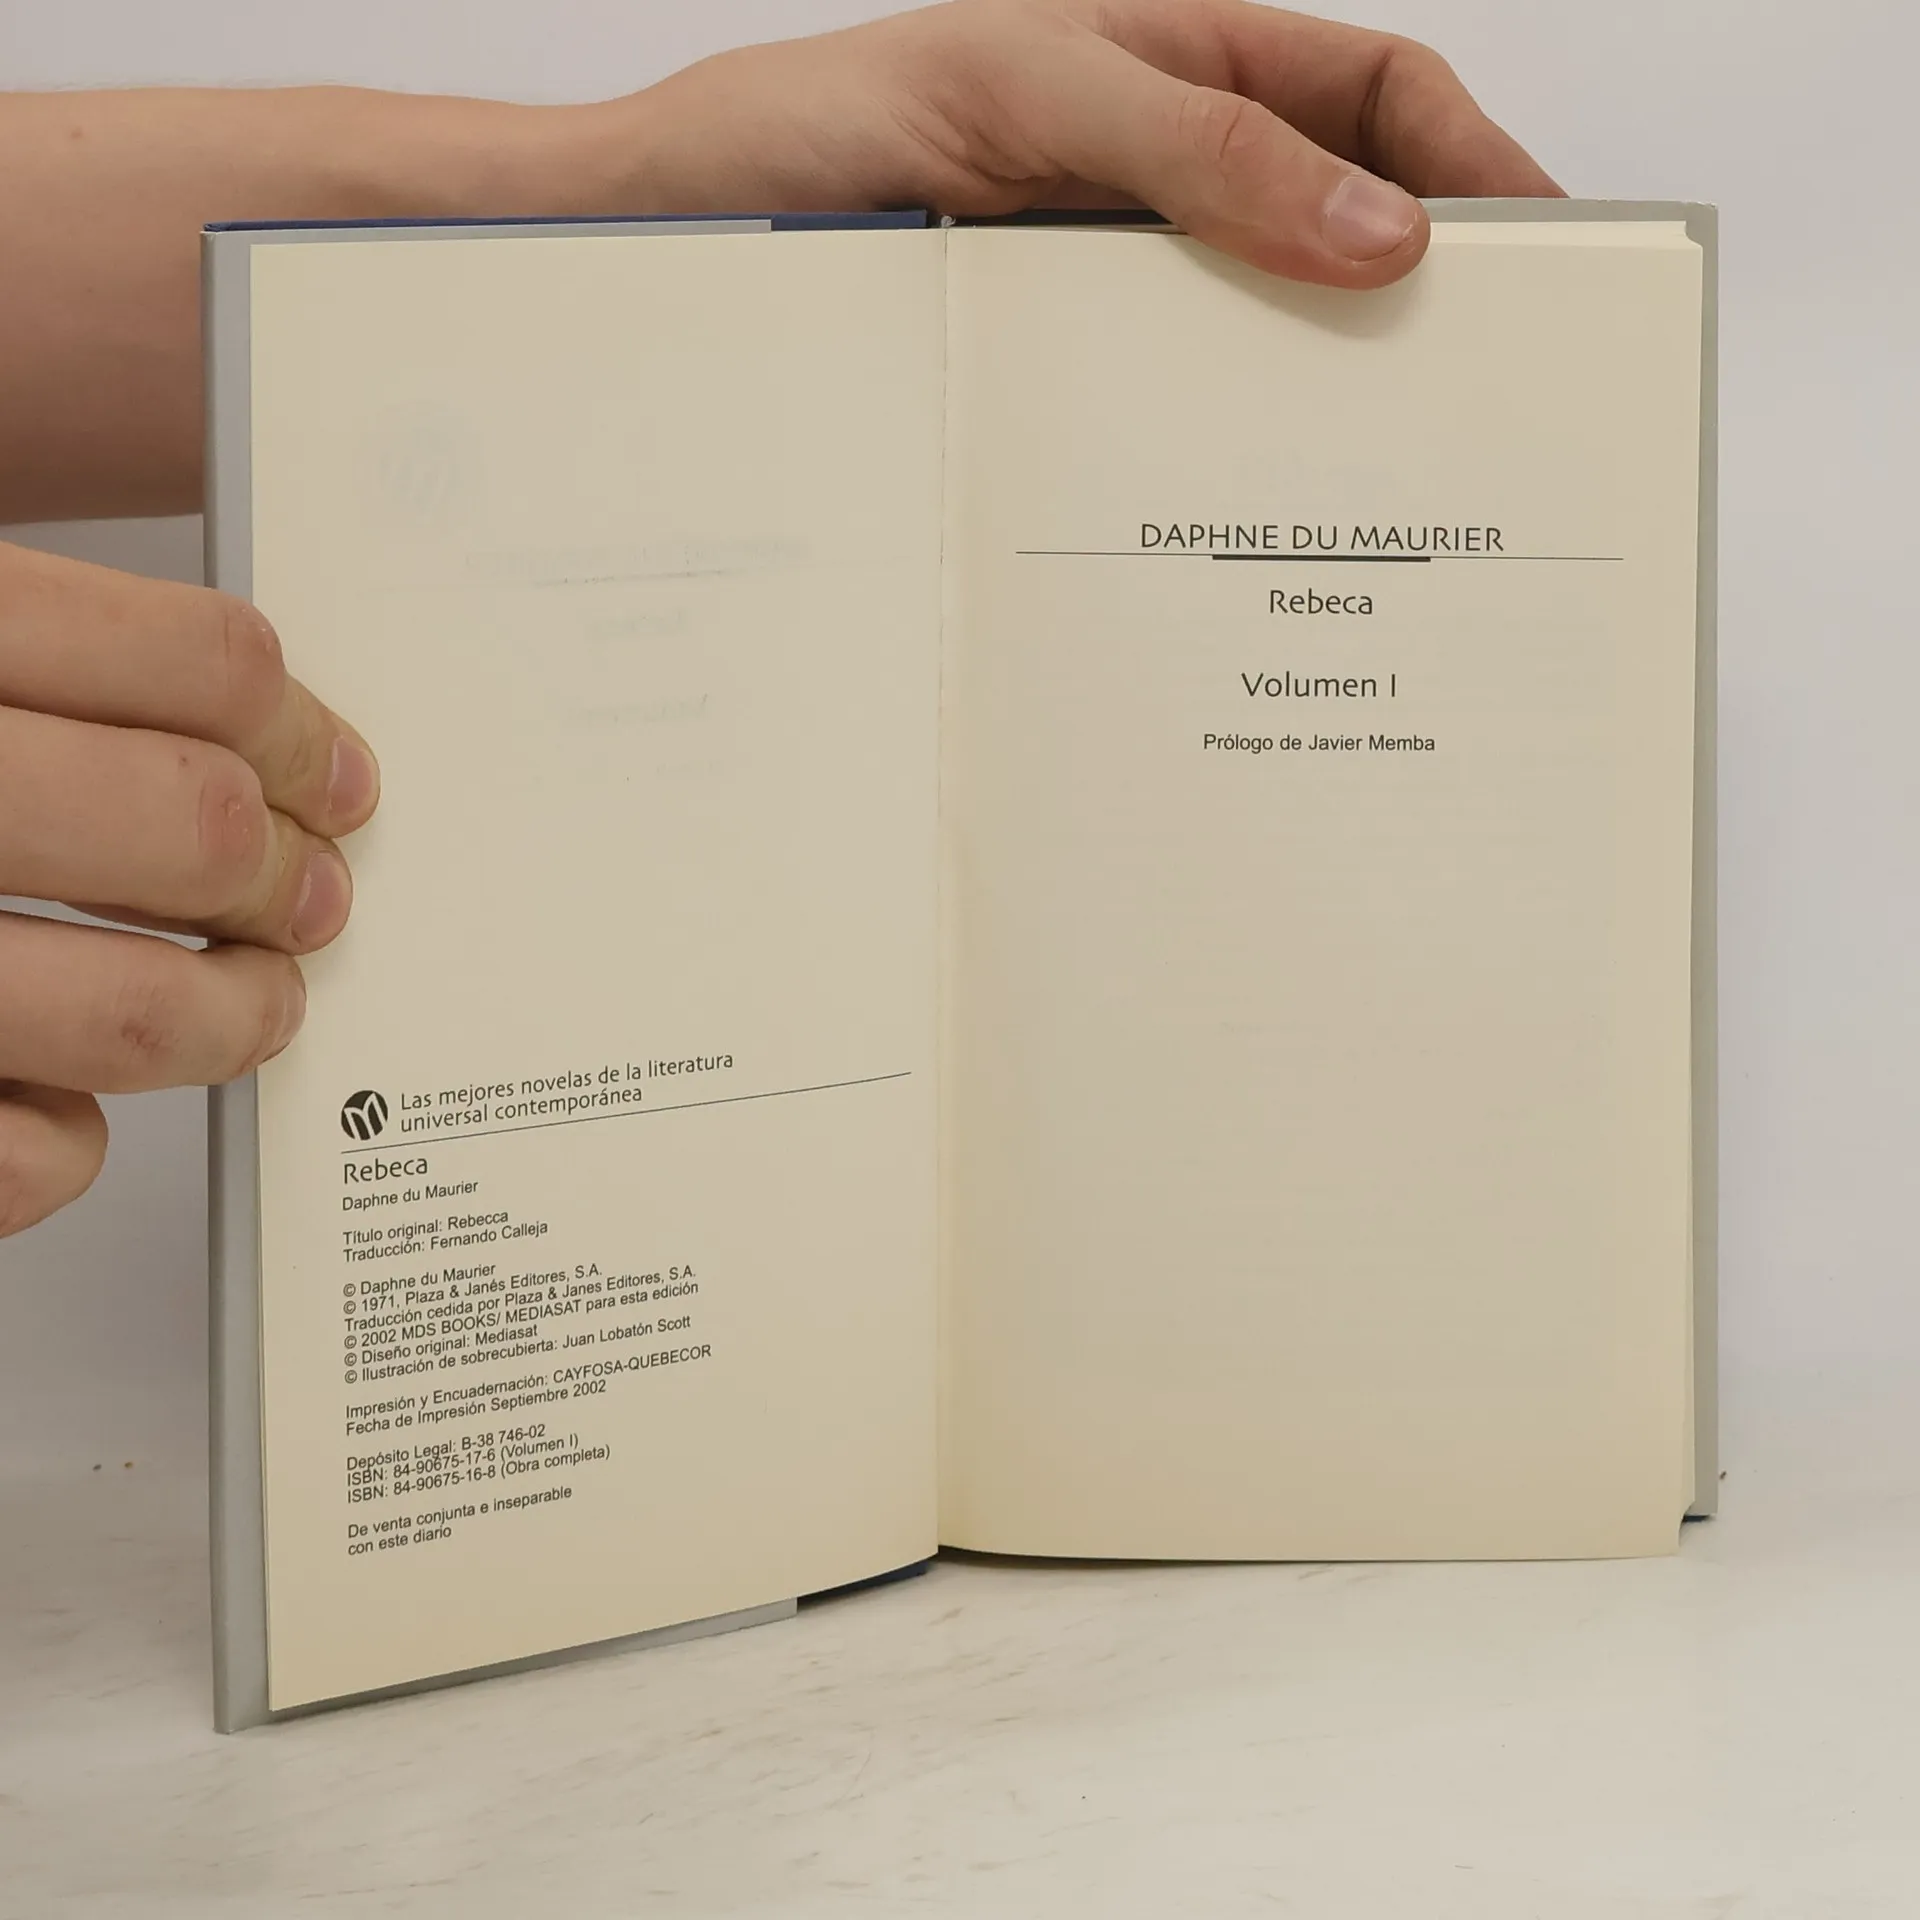 Las mejores novelas de la literatura
universal contemporánea
Rebeca
Daphne du Maurier
Título original: Rebecca
Traducción: Fernando Calleja
© Daphne du Maurier
© 1971, Plaza & Janés Editores, S.A.
Traducción cedida por Plaza & Janes Editores, S.A.
© 2002 MDS BOOKS/ MEDIASAT para esta edición
© Diseño original: Mediasat
© Ilustración de sobrecubierta: Juan Lobatón Scott
Impresión y Encuadernación: CAYFOSA-QUEBECOR
Fecha de Impresión Septiembre 2002
Depósito Legal: B-38 746-02
ISBN: 84-90675-17-6 (Volumen I)
ISBN: 84-90675-16-8 (Obra completa)
De venta conjunta e inseparable
con este diario
DAPHNE DU MAURIER
Rebeca
Volumen I
Prólogo de Javier Memba